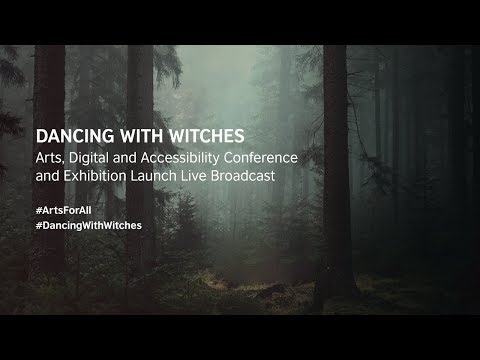 DANCING WITH WITCHES
Arts, Digital and Accessibility Conference
and Exhibition Launch Live Broadcast
#ArtsForAll
#DancingWithWitches